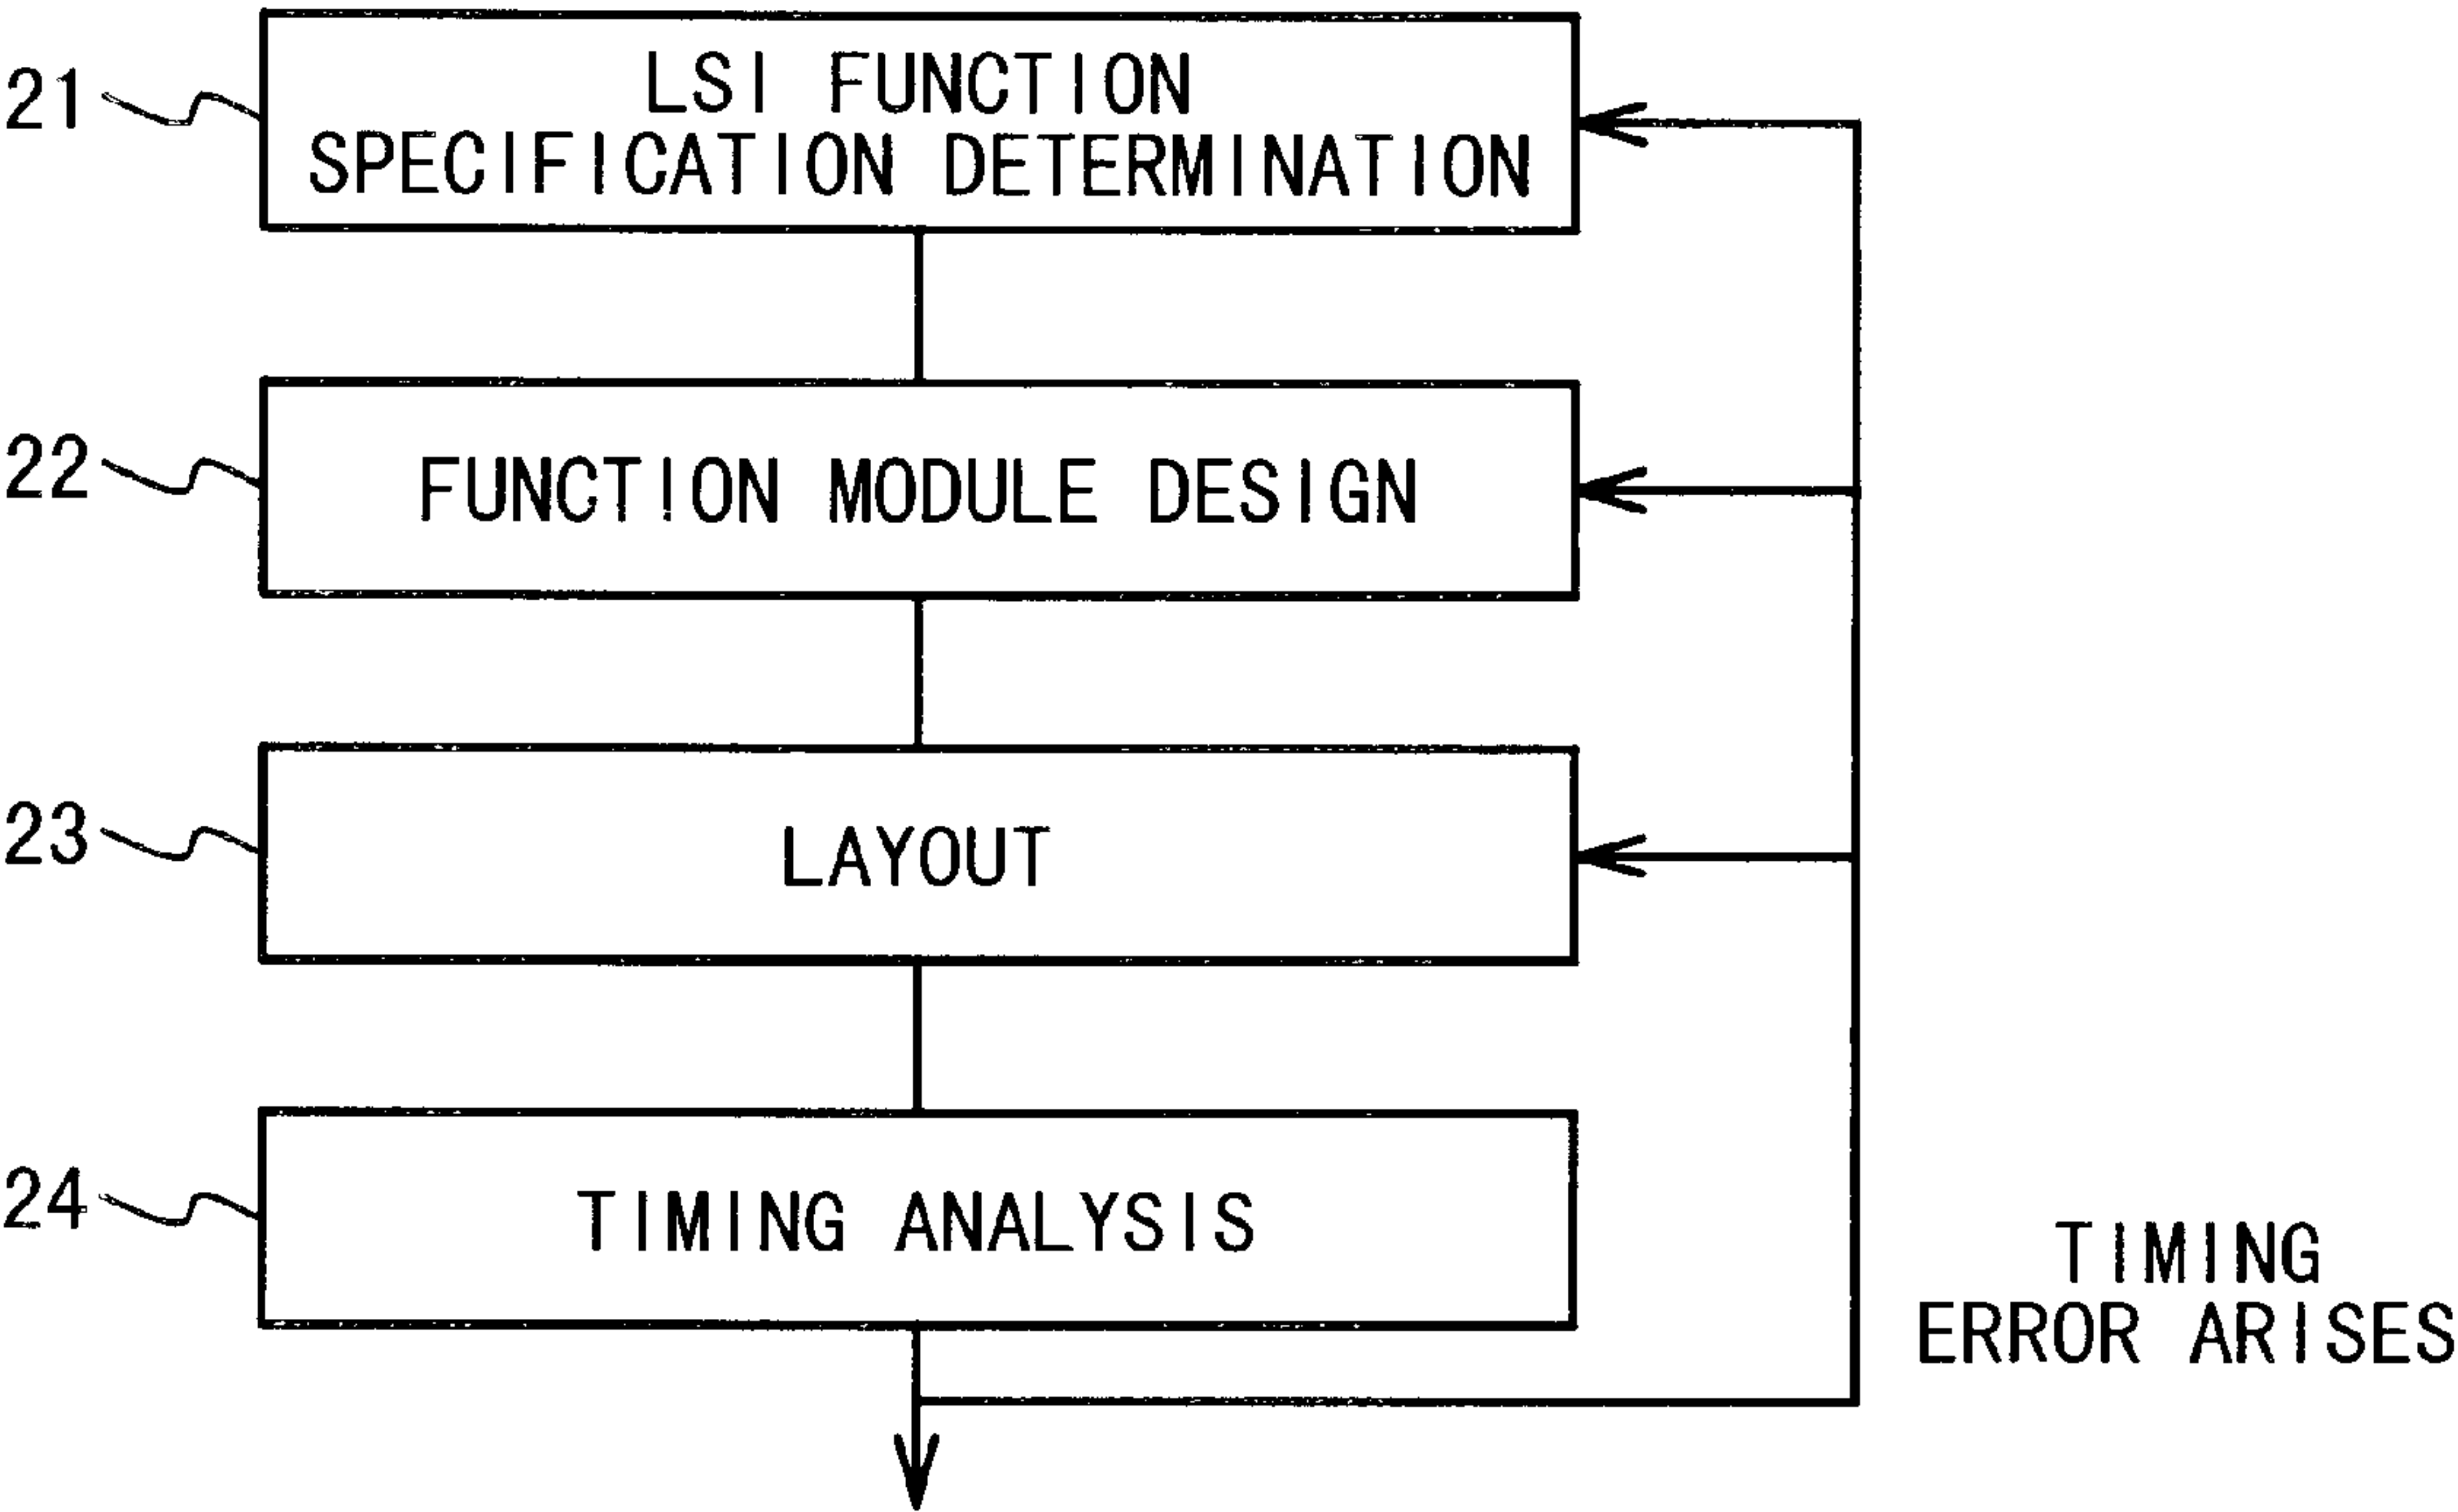 21
LSI FUNCTION
SPECIFICATION DETERMINATION
22
FUNCTION MODULE DESIGN
23
LAYOUT
24
TIMING ANALYSIS
TIMING
ERROR ARISES